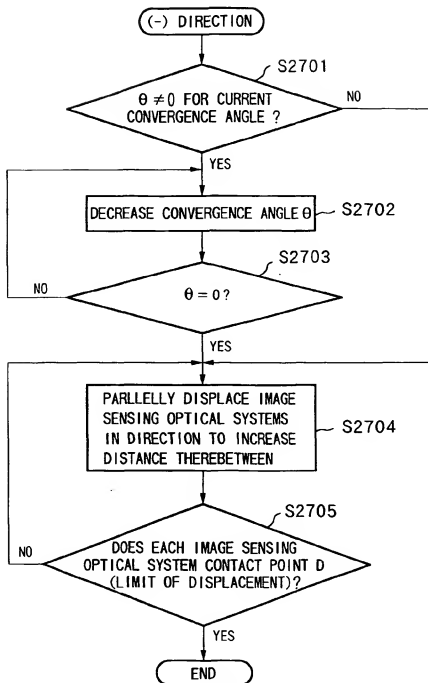 (-) DIRECTION
S2701
θ ≠ 0 FOR CURRENT
CONVERGENCE ANGLE ?
NO
YES
DECREASE CONVERGENCE ANGLE θ
S2702
S2703
θ = 0 ?
NO
YES
PARLLELLY DISPLACE IMAGE
SENSING OPTICAL SYSTEMS
IN DIRECTION TO INCREASE
DISTANCE THEREBETWEEN
S2704
S2705
DOES EACH IMAGE SENSING
OPTICAL SYSTEM CONTACT POINT D
(LIMIT OF DISPLACEMENT)?
NO
YES
END